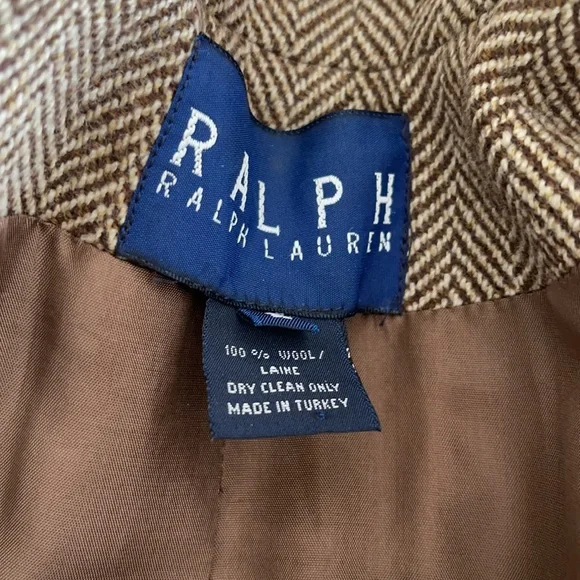 RALPH
RALPH LAUREN
100 % WOOL /
LAINE
DRY CLEAN ONLY
MADE IN TURKEY